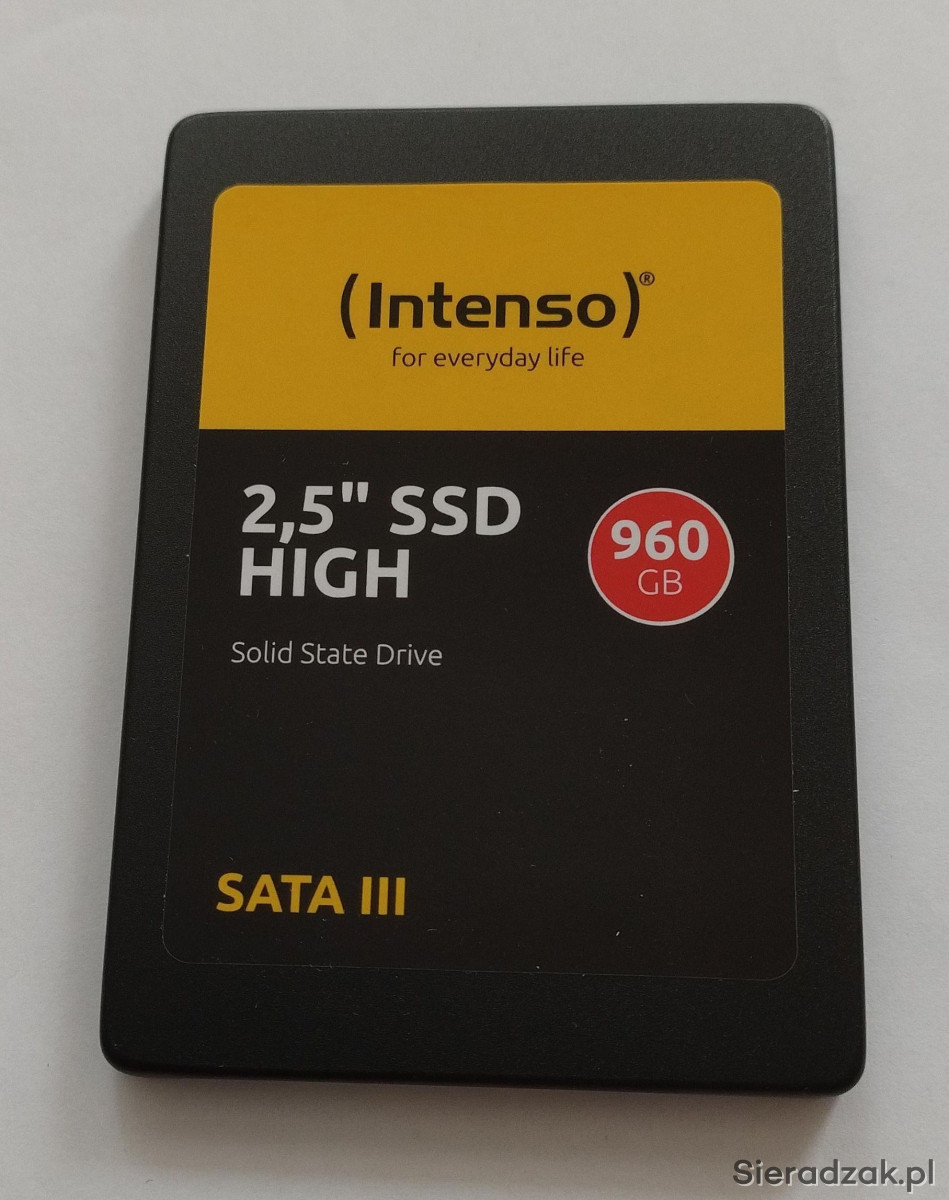 (Intenso)®
for everyday life
2,5" SSD
HIGH
960
GB
Solid State Drive
SATA III
Sieradzak.pl